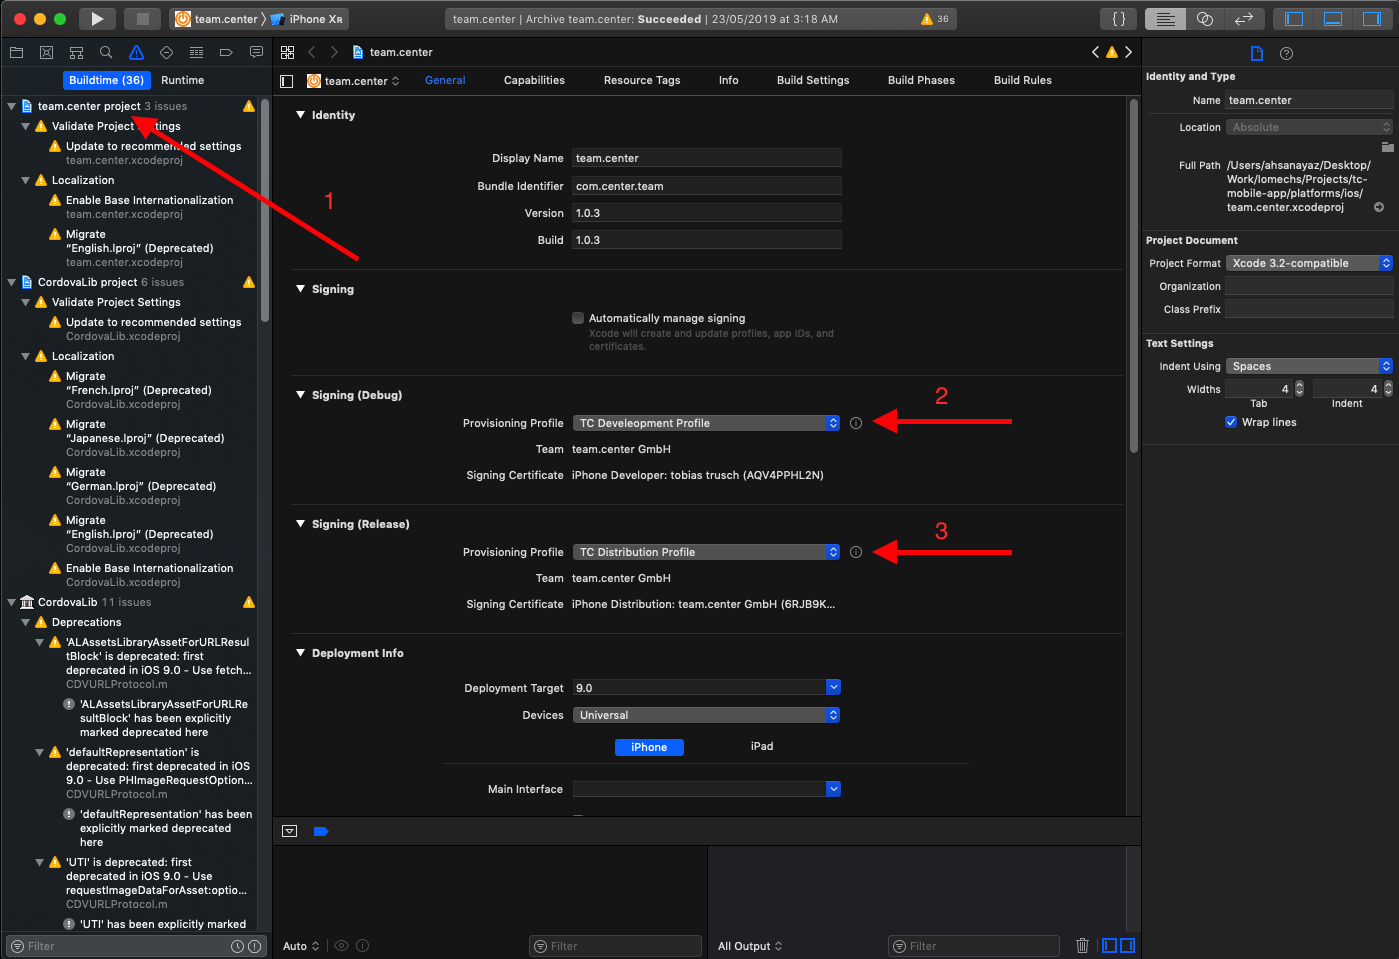 team.center
iPhone XR
team.center | Archive team.center: Succeeded | 23/05/2019 at 3:18 AM
36
{}
team.center
Buildtime (36)
Runtime
team.center
General
Capabilities
Resource Tags
Info
Build Settings
Build Phases
Build Rules
team.center project 3 issues
Validate Project Settings
Update to recommended settings
team.center.xcodeproj
Localization
Enable Base Internationalization
team.center.xcodeproj
Migrate
“English.lproj” (Deprecated)
team.center.xcodeproj
CordovaLib project 6 issues
Validate Project Settings
Update to recommended settings
CordovaLib.xcodeproj
Localization
Migrate
“French.lproj” (Deprecated)
CordovaLib.xcodeproj
Migrate
“Japanese.lproj” (Deprecated)
CordovaLib.xcodeproj
Migrate
“German.lproj” (Deprecated)
CordovaLib.xcodeproj
Migrate
“English.lproj” (Deprecated)
CordovaLib.xcodeproj
Enable Base Internationalization
CordovaLib.xcodeproj
CordovaLib 11 issues
Deprecations
'ALAssetsLibraryAssetForURLResul
tBlock' is deprecated: first
deprecated in iOS 9.0 - Use fetch...
CDVURLProtocol.m
'ALAssetsLibraryAssetForURLRe
sultBlock' has been explicitly
marked deprecated here
'defaultRepresentation' is
deprecated: first deprecated in iOS
9.0 - Use PHImageRequestOption...
CDVURLProtocol.m
'defaultRepresentation' has been
explicitly marked deprecated
here
'UTI' is deprecated: first
deprecated in iOS 9.0 - Use
requestImageDataForAsset:optio...
CDVURLProtocol.m
'UTI' has been explicitly marked
Filter
1
2
3
Identity
Display Name team.center
Bundle Identifier com.center.team
Version 1.0.3
Build 1.0.3
Signing
Automatically manage signing
Xcode will create and update profiles, app IDs, and
certificates.
Signing (Debug)
Provisioning Profile TC Develeopment Profile
Team team.center GmbH
Signing Certificate iPhone Developer: tobias trusch (AQV4PPHL2N)
Signing (Release)
Provisioning Profile TC Distribution Profile
Team team.center GmbH
Signing Certificate iPhone Distribution: team.center GmbH (6RJB9K...
Deployment Info
Deployment Target 9.0
Devices Universal
iPhone
iPad
Main Interface
Auto
Filter
All Output
Filter
Identity and Type
Name team.center
Location Absolute
Full Path /Users/ahsanayaz/Desktop/
Work/Iomechs/Projects/tc-
mobile-app/platforms/ios/
team.center.xcodeproj
Project Document
Project Format Xcode 3.2-compatible
Organization
Class Prefix
Text Settings
Indent Using Spaces
Widths 4 4
Tab Indent
Wrap lines